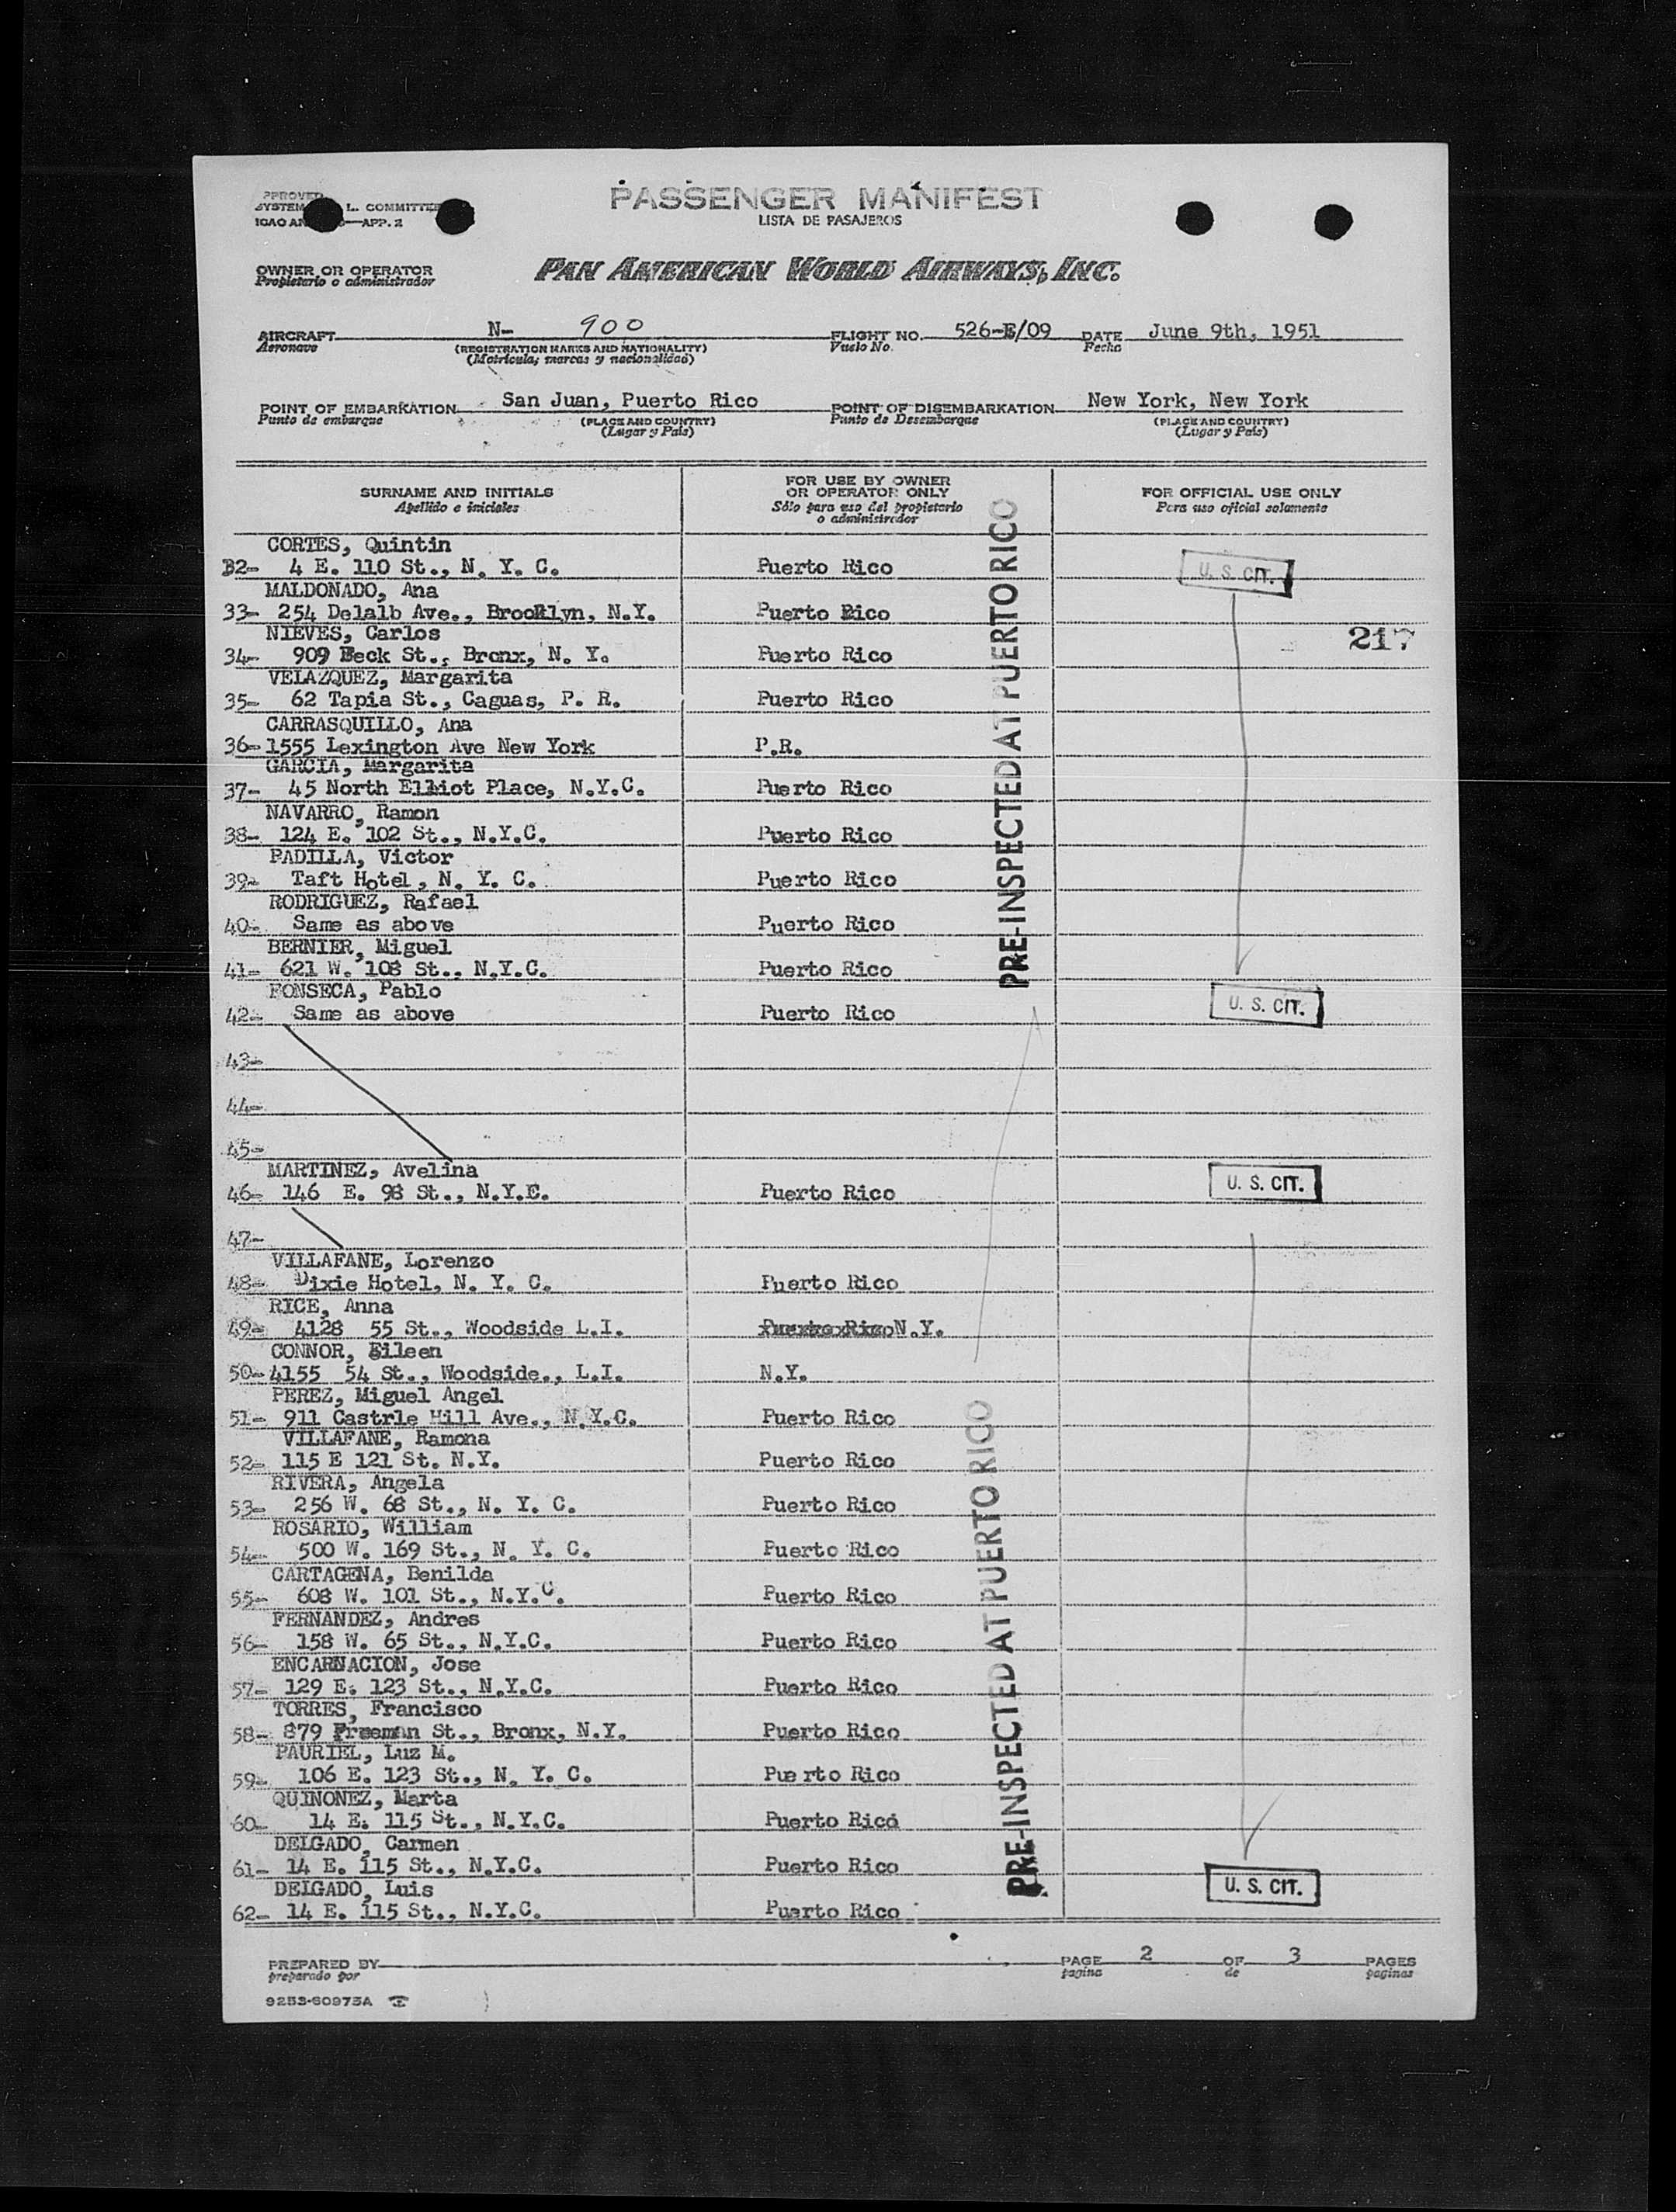 PPROVED
SYSTEM L. COMMITTEE
ICAO AN —APP. 2
PASSENGER MANIFEST
LISTA DE PASAJEROS
OWNER OR OPERATOR
Propietario o administrador
PAN AMERICAN WORLD AIRWAYS, INC.
AIRCRAFT N- 900 FLIGHT NO. 526-E/09 DATE June 9th, 1951
Aeronave (REGISTRATION MARKS AND NATIONALITY) Vuelo No. Fecha
(Matricula; marcas y nacionalidad)
POINT OF EMBARKATION San Juan, Puerto Rico POINT OF DISEMBARKATION New York, New York
Punto de embarque (PLACE AND COUNTRY) Punto de Desembarque (PLACE AND COUNTRY)
(Lugar y Pais) (Lugar y Pais)
SURNAME AND INITIALS
Apellido e iniciales
FOR USE BY OWNER
OR OPERATOR ONLY
Sólo para uso del propietario
o administrador
FOR OFFICIAL USE ONLY
Para uso oficial solamente
CORTES, Quintin
32- 4 E. 110 St., N. Y. C. Puerto Rico U. S. CIT.
MALDONADO, Ana
33- 254 Delalb Ave., Brooklyn, N.Y. Puerto Rico
217
NIEVES, Carlos
34- 909 Beck St., Bronx, N. Y. Puerto Rico
VELAZQUEZ, Margarita
35- 62 Tapia St., Caguas, P. R. Puerto Rico
CARRASQUILLO, Ana
36- 1555 Lexington Ave New York P.R.
GARCIA, Margarita
37- 45 North Elliot Place, N.Y.C. Puerto Rico
NAVARRO, Ramon
38- 124 E. 102 St., N.Y.C. Puerto Rico
PADILLA, Victor
39- Taft Hotel, N. Y. C. Puerto Rico
RODRIGUEZ, Rafael
40- Same as above Puerto Rico
BERNIER, Miguel
41- 621 W. 108 St., N.Y.C. Puerto Rico
FONSECA, Pablo
42- Same as above Puerto Rico U. S. CIT.
PRE-INSPECTED AT PUERTO RICO
43-
44-
45-
MARTINEZ, Avelina
46- 146 E. 98 St., N.Y.C. Puerto Rico U. S. CIT.
47-
VILLAFANE, Lorenzo
48- Dixie Hotel, N. Y. C. Puerto Rico
RICE, Anna
49- 4128 55 St., Woodside L.I. N.Y.
CONNOR, Eileen
50- 4155 54 St., Woodside., L.I. N.Y.
PEREZ, Miguel Angel
51- 911 Castrle Hill Ave., N.Y.C. Puerto Rico
VILLAFANE, Ramona
52- 115 E 121 St. N.Y. Puerto Rico
RIVERA, Angela
53- 256 W. 68 St., N. Y. C. Puerto Rico
ROSARIO, William
54- 500 W. 169 St., N. Y. C. Puerto Rico
CARTAGENA, Benilda
55- 608 W. 101 St., N.Y.C. Puerto Rico
FERNANDEZ, Andres
56- 158 W. 65 St., N.Y.C. Puerto Rico
ENCARNACION, Jose
57- 129 E. 123 St., N.Y.C. Puerto Rico
TORRES, Francisco
58- 879 Freeman St., Bronx, N.Y. Puerto Rico
PAURIEL, Luz M.
59- 106 E. 123 St., N. Y. C. Puerto Rico
QUINONEZ, Marta
60- 14 E. 115 St., N.Y.C. Puerto Rico
DELGADO, Carmen
61- 14 E. 115 St., N.Y.C. Puerto Rico
DELGADO, Luis
62- 14 E. 115 St., N.Y.C. Puerto Rico
U. S. CIT.
PRE-INSPECTED AT PUERTO RICO
PREPARED BY PAGE 2 OF 3 PAGES
preparado por pagina de paginas
9253-60975A